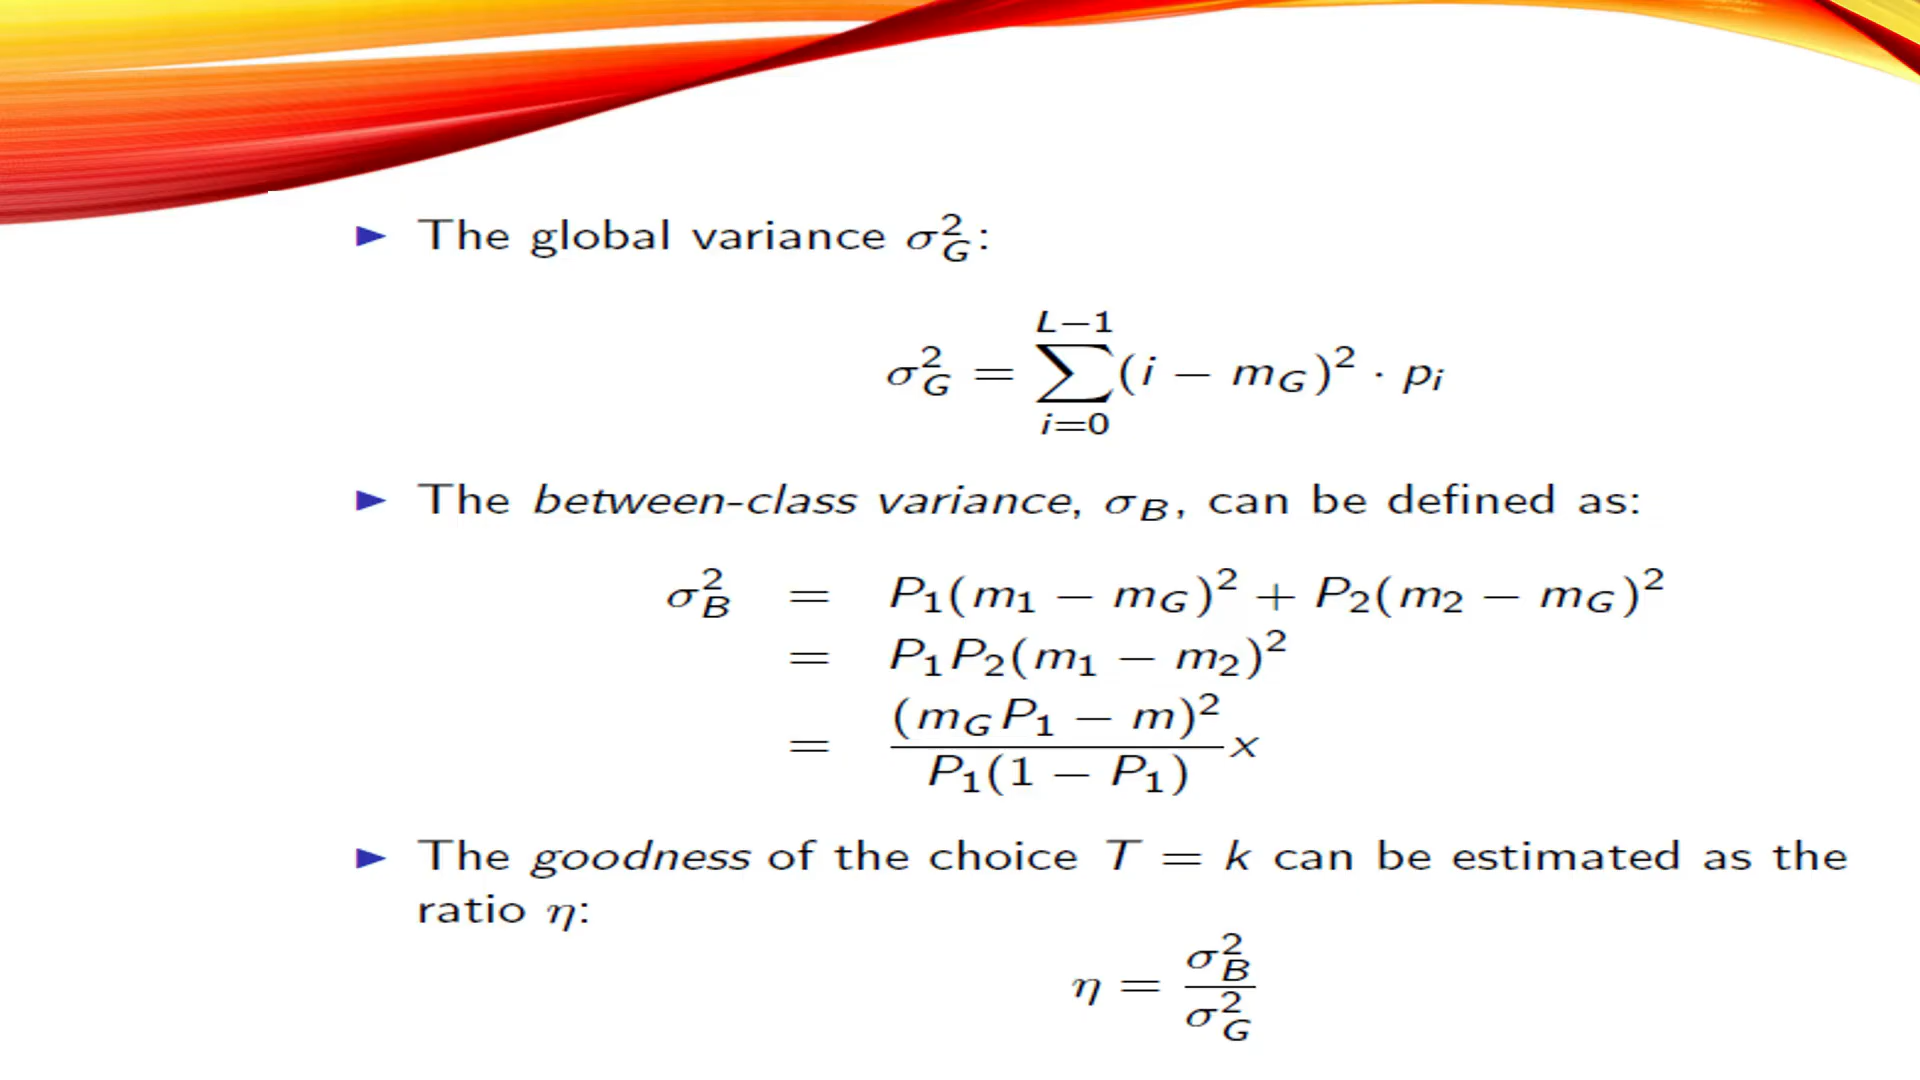 ► The global variance σ²_G:
σ²_G = ∑_{i=0}^{L−1} (i − m_G)² · p_i
► The between-class variance, σ_B, can be defined as:
σ²_B = P₁(m₁ − m_G)² + P₂(m₂ − m_G)²
= P₁P₂(m₁ − m₂)²
= (m_G P₁ − m)² / P₁(1 − P₁) x
► The goodness of the choice T = k can be estimated as the
ratio η:
η = σ²_B / σ²_G